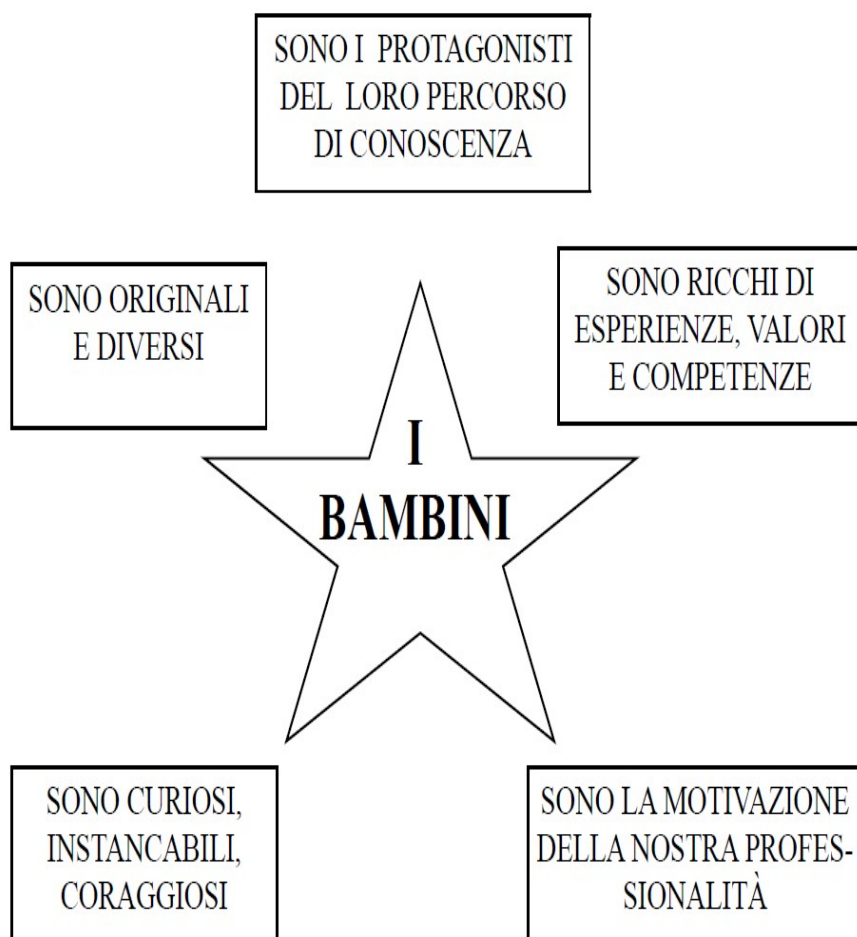 SONO I PROTAGONISTI
DEL LORO PERCORSO
DI CONOSCENZA
SONO ORIGINALI
E DIVERSI
SONO RICCHI DI
ESPERIENZE, VALORI
E COMPETENZE
I
BAMBINI
SONO CURIOSI,
INSTANCABILI,
CORAGGIOSI
SONO LA MOTIVAZIONE
DELLA NOSTRA PROFES-
SIONALITÀ